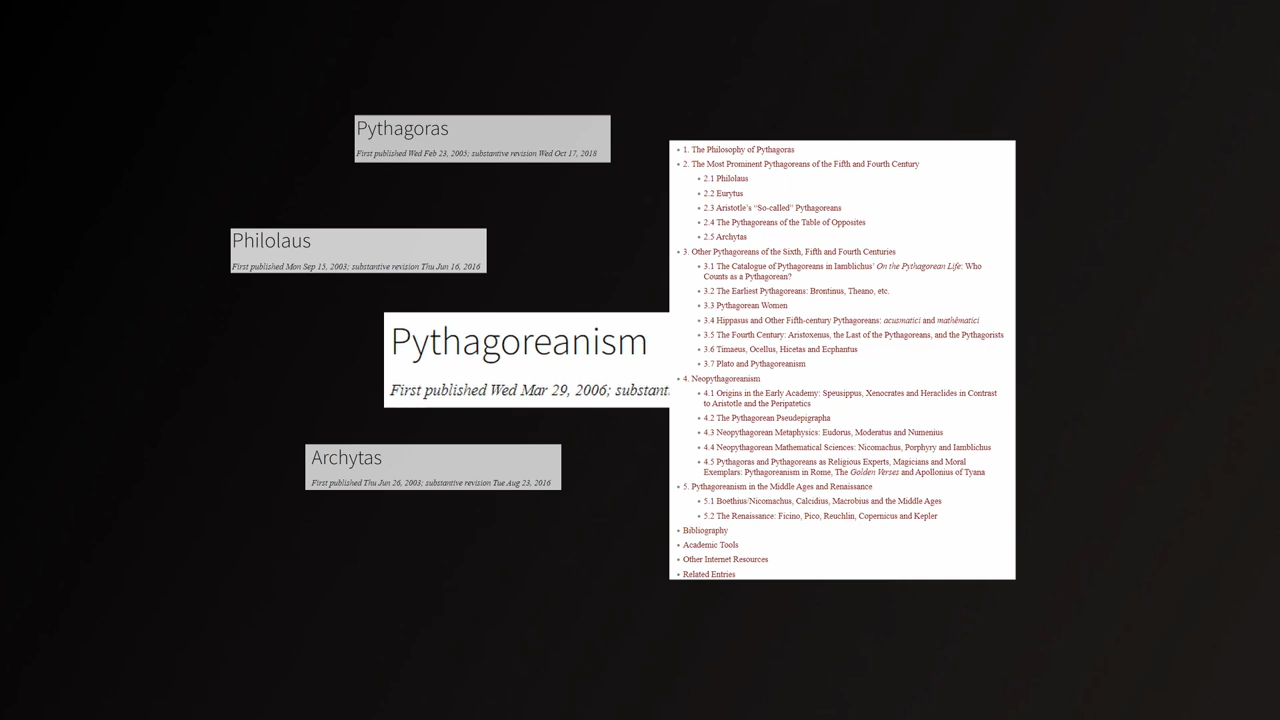 Pythagoras
First published Wed Feb 23, 2005; substantive revision Wed Oct 17, 2018
Philolaus
First published Mon Sep 15, 2003; substantive revision Thu Jun 16, 2016
Pythagoreanism
First published Wed Mar 29, 2006; substant
Archytas
First published Thu Jun 26, 2003; substantive revision Tue Aug 23, 2016
• 1. The Philosophy of Pythagoras
• 2. The Most Prominent Pythagoreans of the Fifth and Fourth Century
• 2.1 Philolaus
• 2.2 Eurytus
• 2.3 Aristotle’s “So-called” Pythagoreans
• 2.4 The Pythagoreans of the Table of Opposites
• 2.5 Archytas
• 3. Other Pythagoreans of the Sixth, Fifth and Fourth Centuries
• 3.1 The Catalogue of Pythagoreans in Iamblichus’ On the Pythagorean Life: Who
Counts as a Pythagorean?
• 3.2 The Earliest Pythagoreans: Brontinus, Theano, etc.
• 3.3 Pythagorean Women
• 3.4 Hippasus and Other Fifth-century Pythagoreans: acusmatici and mathêmatici
• 3.5 The Fourth Century: Aristoxenus, the Last of the Pythagoreans, and the Pythagorists
• 3.6 Timaeus, Ocellus, Hicetas and Ecphantus
• 3.7 Plato and Pythagoreanism
• 4. Neopythagoreanism
• 4.1 Origins in the Early Academy: Speusippus, Xenocrates and Heraclides in Contrast
to Aristotle and the Peripatetics
• 4.2 The Pythagorean Pseudepigrapha
• 4.3 Neopythagorean Metaphysics: Eudorus, Moderatus and Numenius
• 4.4 Neopythagorean Mathematical Sciences: Nicomachus, Porphyry and Iamblichus
• 4.5 Pythagoras and Pythagoreans as Religious Experts, Magicians and Moral
Exemplars: Pythagoreanism in Rome, The Golden Verses and Apollonius of Tyana
• 5. Pythagoreanism in the Middle Ages and Renaissance
• 5.1 Boethius/Nicomachus, Calcidius, Macrobius and the Middle Ages
• 5.2 The Renaissance: Ficino, Pico, Reuchlin, Copernicus and Kepler
• Bibliography
• Academic Tools
• Other Internet Resources
• Related Entries